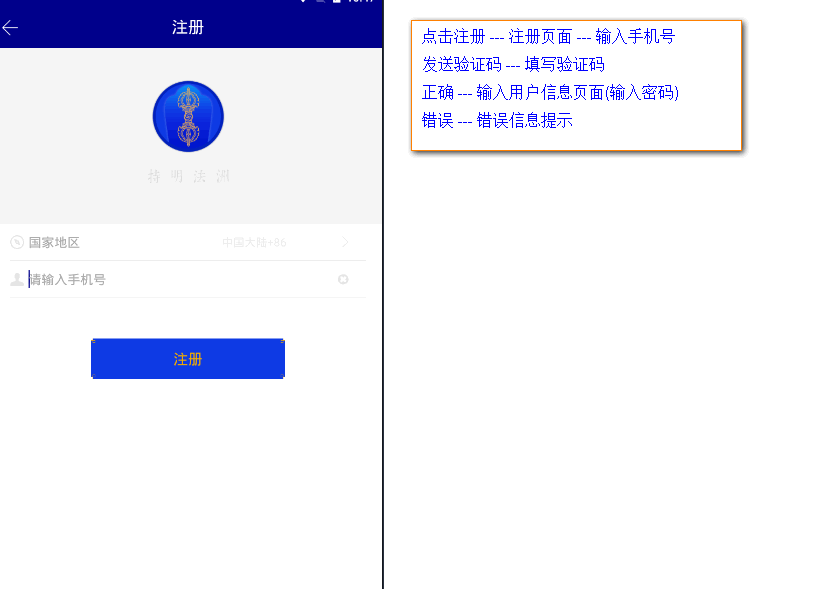 注册
持明法洲
国家地区 中国大陆+86
请输入手机号
注册
点击注册 --- 注册页面 --- 输入手机号
发送验证码 --- 填写验证码
正确 --- 输入用户信息页面(输入密码)
错误 --- 错误信息提示